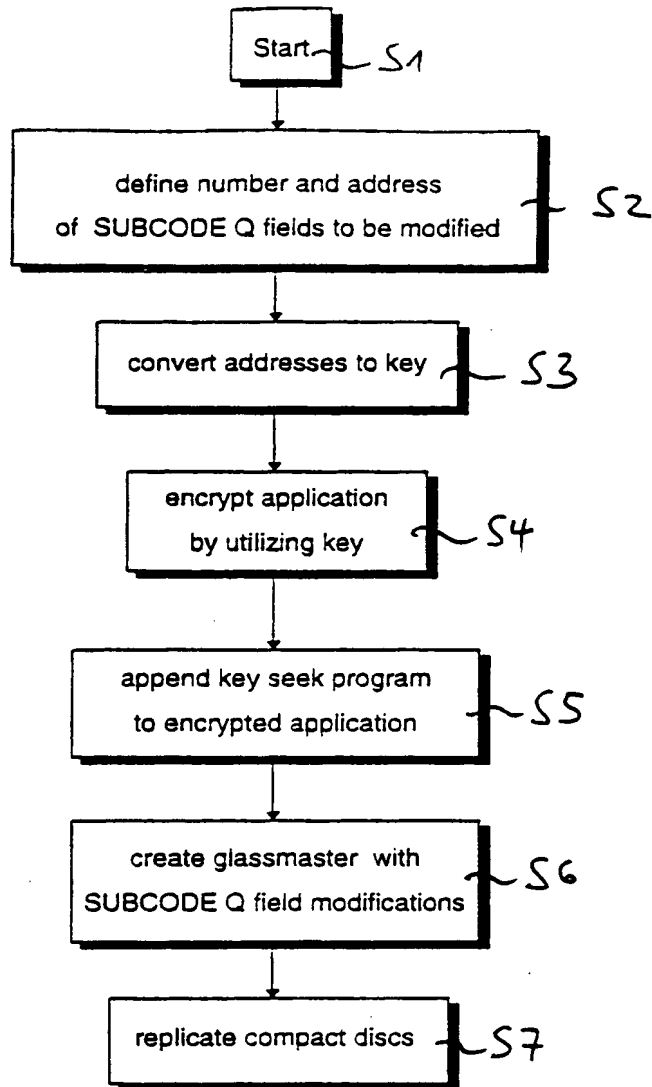 Start S1
define number and address
of SUBCODE Q fields to be modified S2
convert addresses to key S3
encrypt application
by utilizing key S4
append key seek program
to encrypted application S5
create glassmaster with
SUBCODE Q field modifications S6
replicate compact discs S7